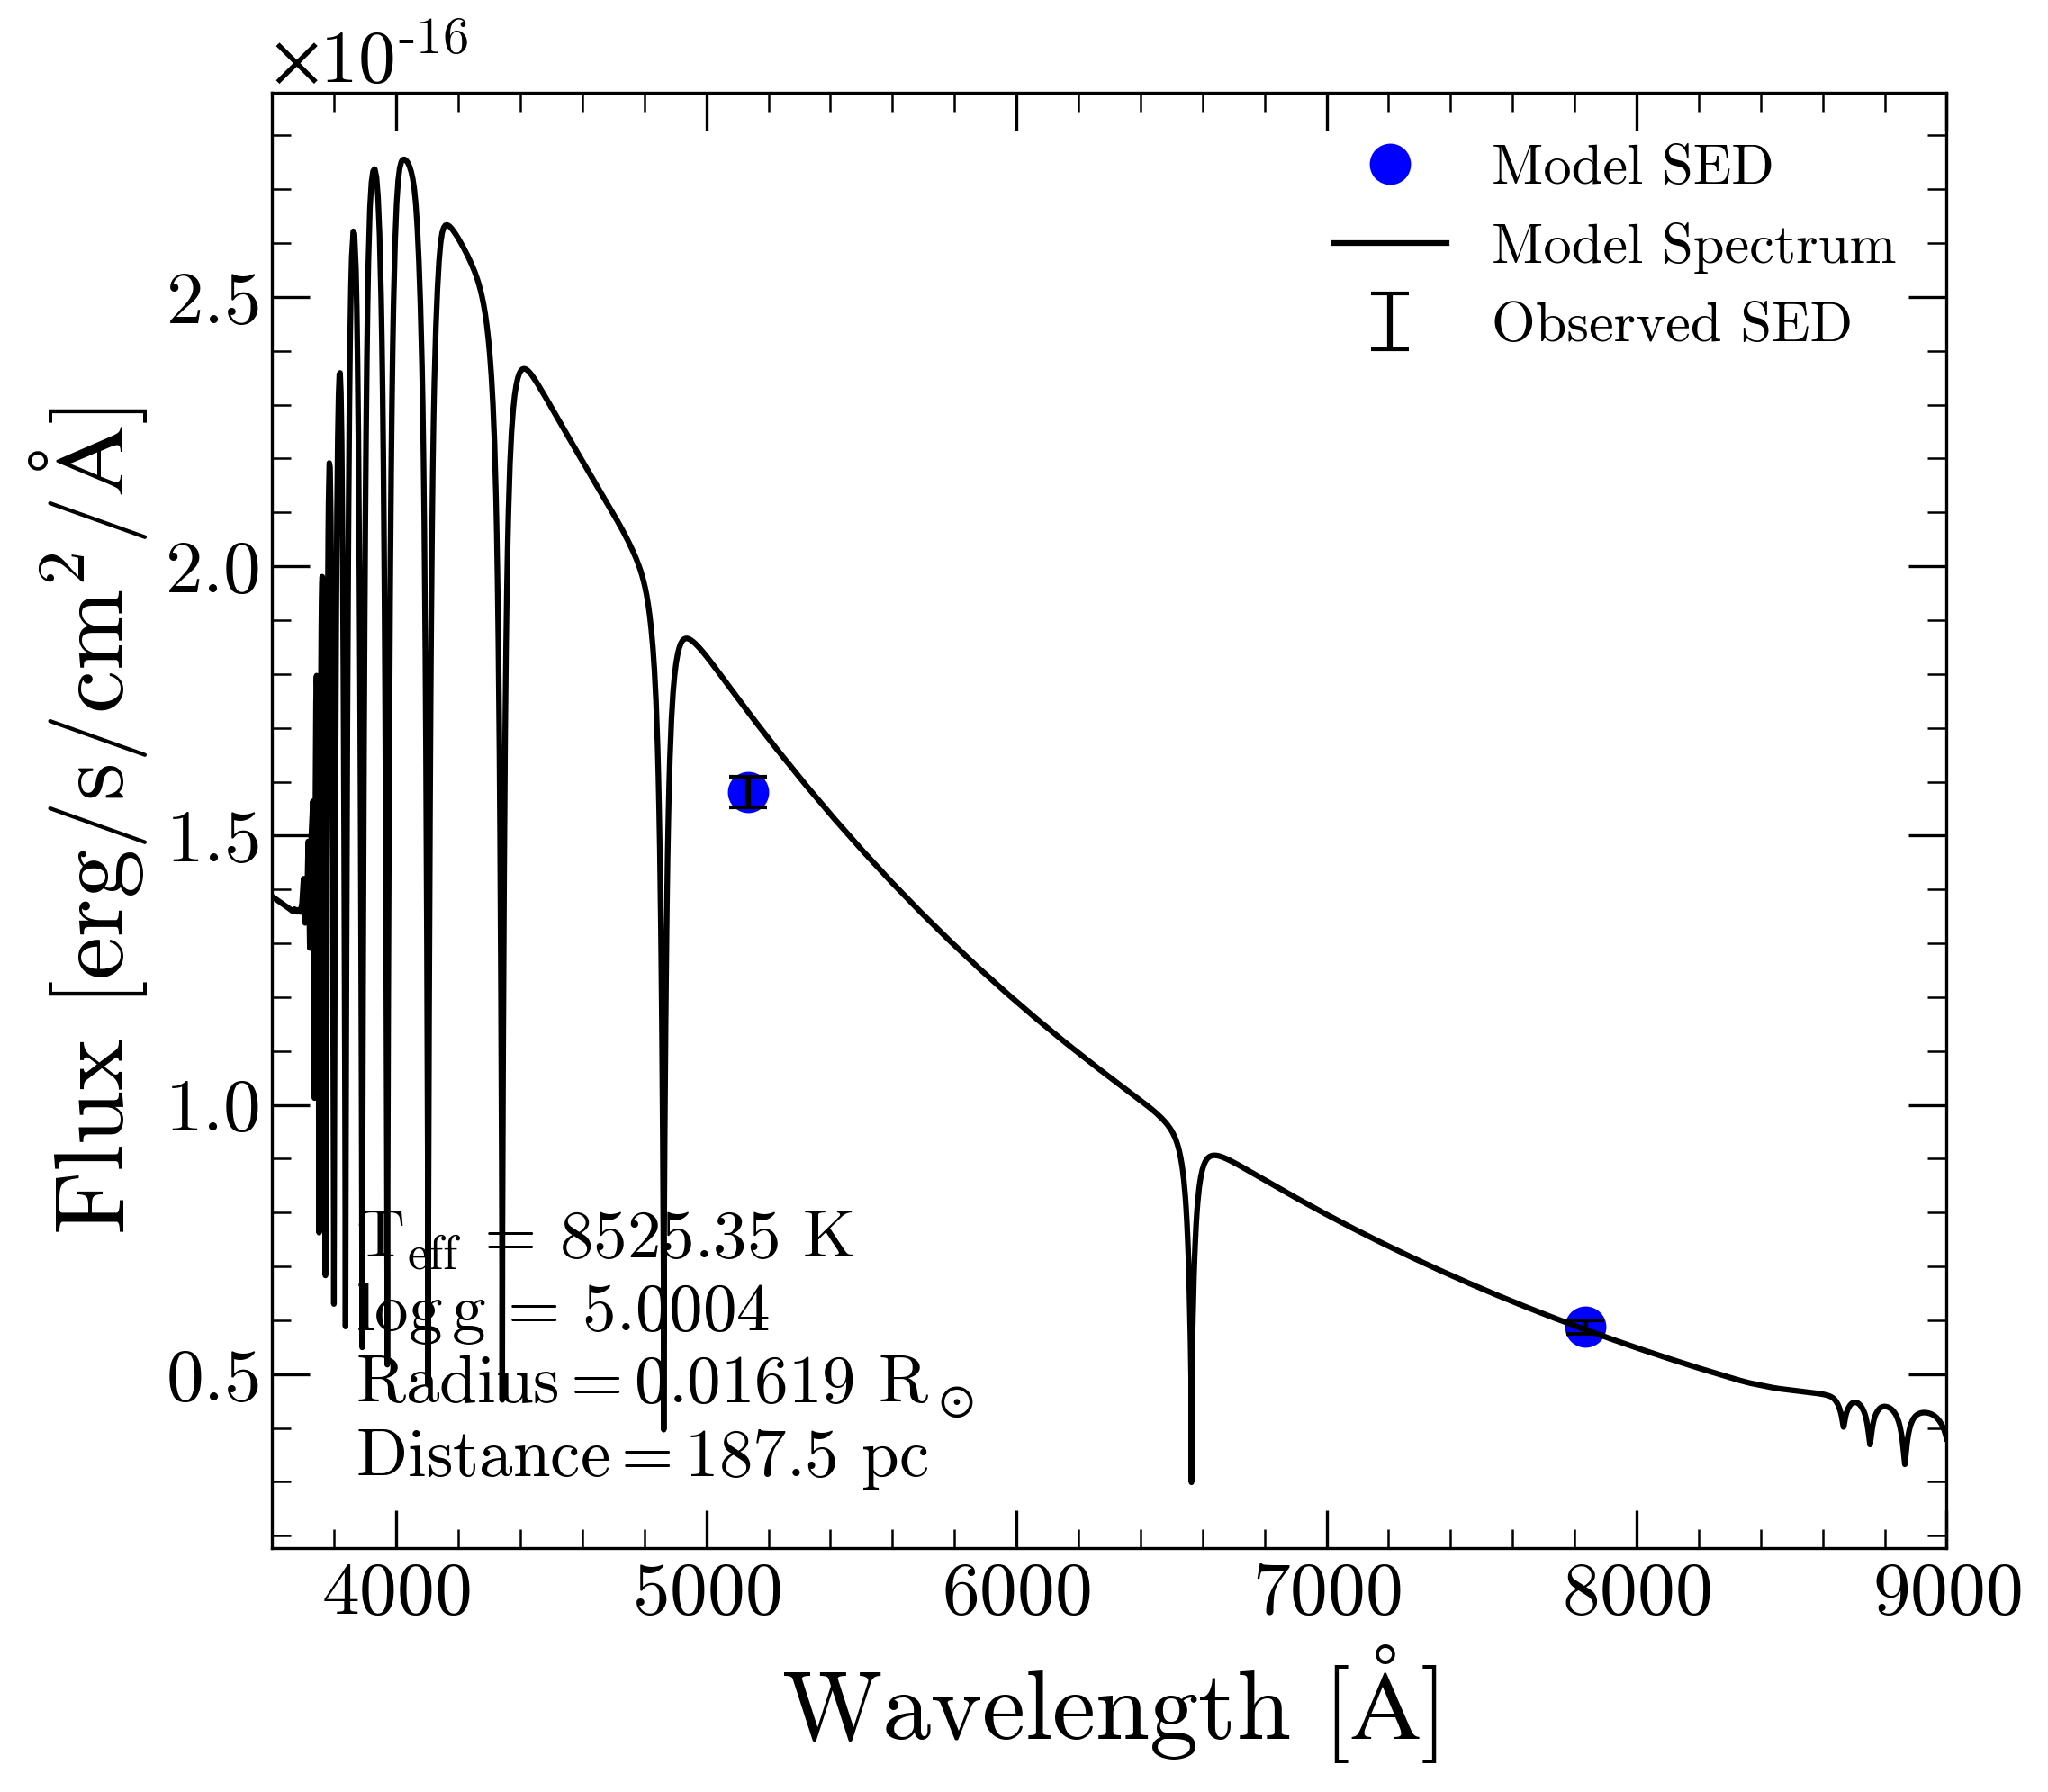 ×10⁻¹⁶
Model SED
Model Spectrum
Observed SED
2.5
2.0
1.5
1.0
0.5
Flux [erg/s/cm²/Å]
T_eff = 8525.35 K
log g = 5.0004
Radius = 0.01619 R_⊙
Distance = 187.5 pc
4000 5000 6000 7000 8000 9000
Wavelength [Å]